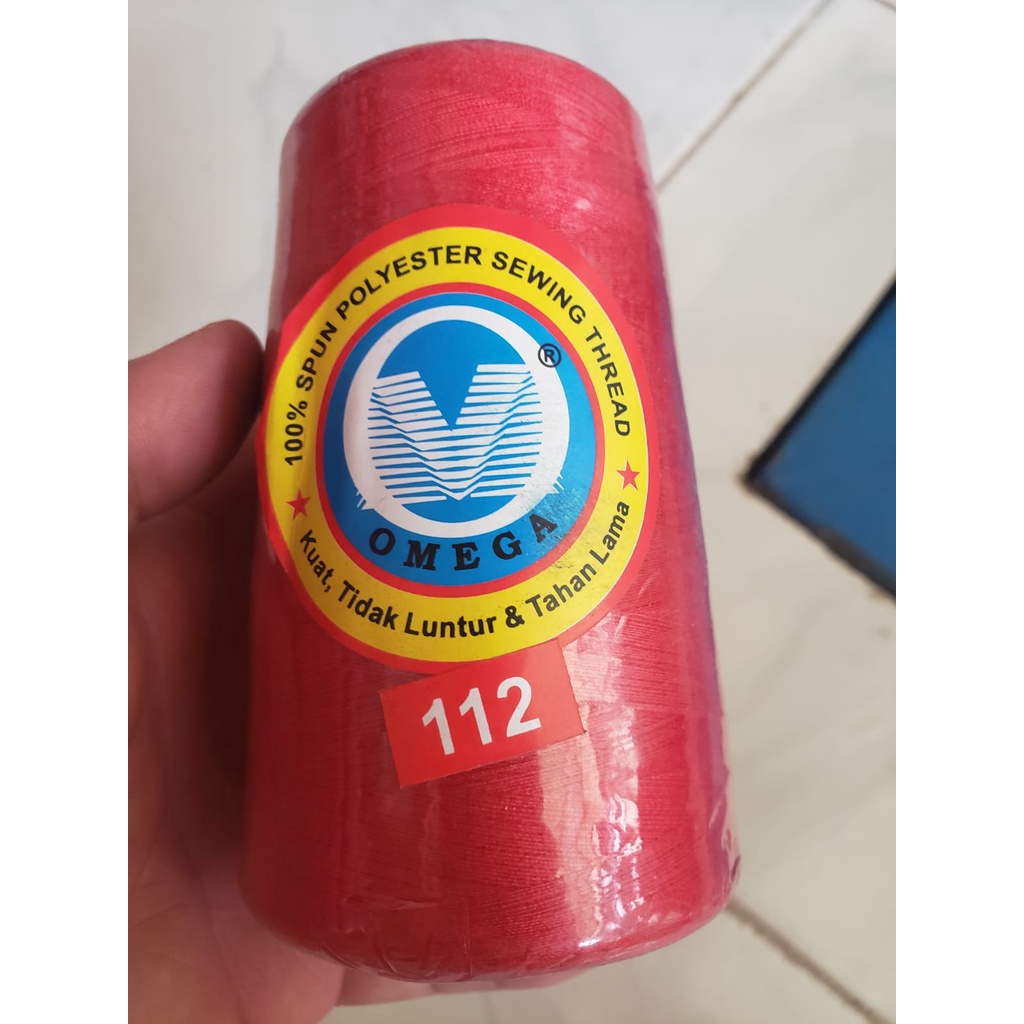 100% SPUN POLYESTER SEWING THREAD
®
OMEGA
Kuat, Tidak Luntur & Tahan Lama
112